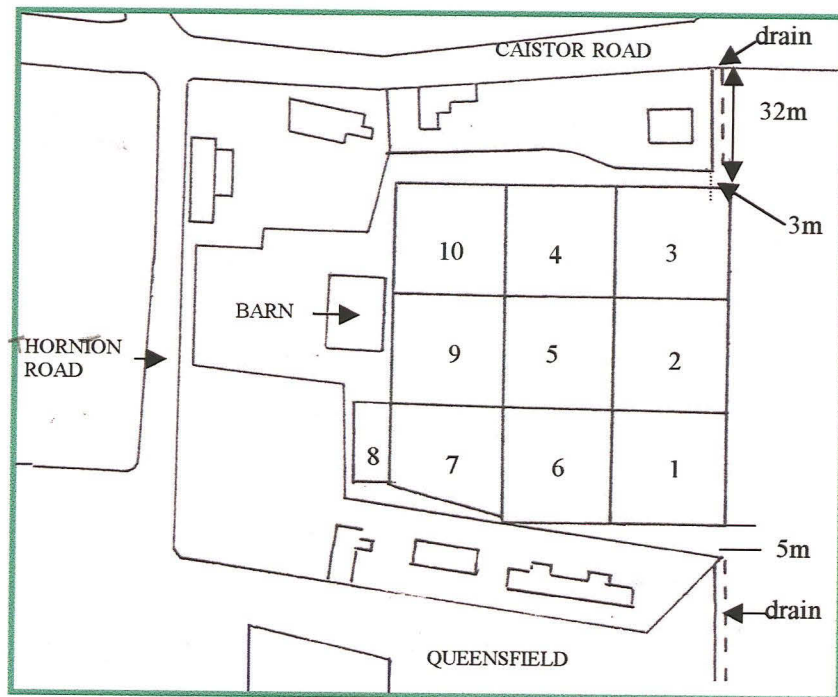 drain
CAISTOR ROAD
32m
3m
10
4
3
BARN
HORNION
ROAD
9
5
2
8
7
6
1
5m
drain
QUEENSFIELD